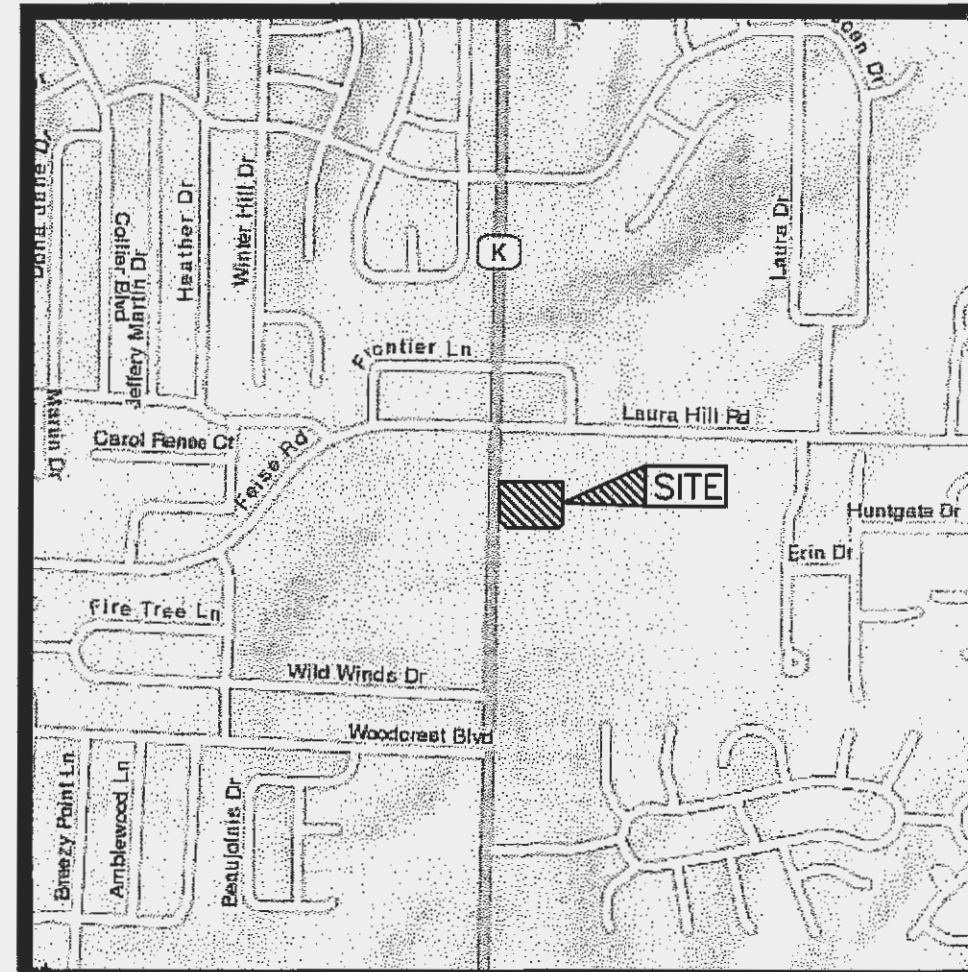 Laura Dr
Collier Blvd
Jeffery Martin Dr
Heather Dr
Winter Hill Dr
K
Frontier Ln
Laura Hill Rd
Carol Renee Ct
Feise Rd
SITE
Huntgate Dr
Erin Dr
Fire Tree Ln
Wild Winds Dr
Woodcrest Blvd
Breezy Point Ln
Amblewood Ln
Beaujolais Dr